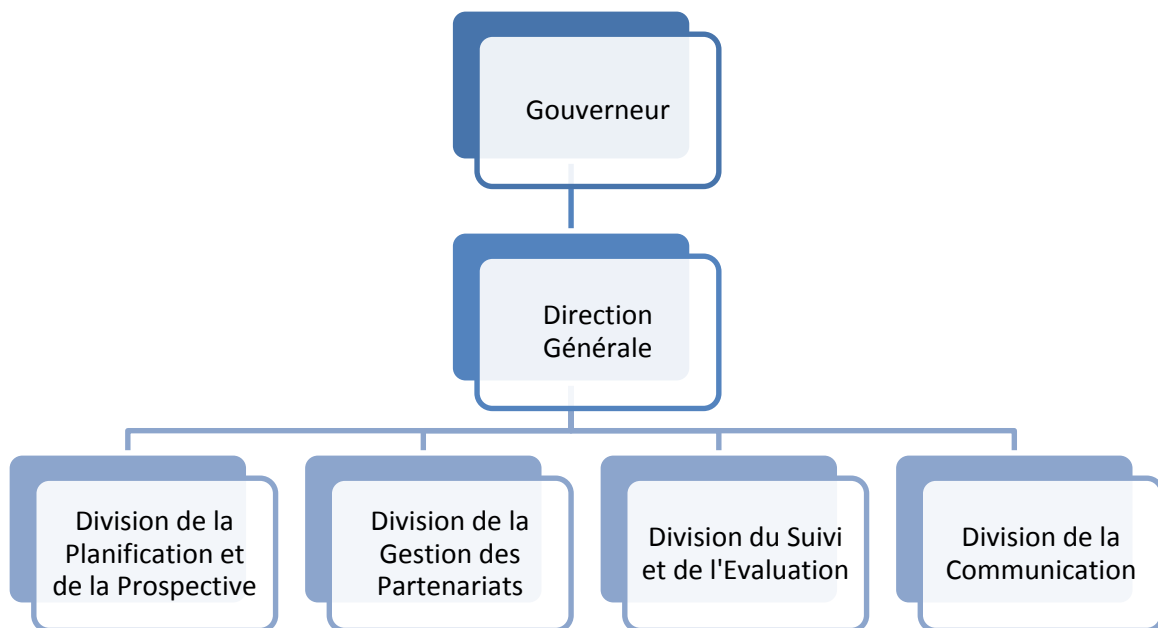 Gouverneur
Direction
Générale
Division de la
Planification et
de la Prospective
Division de la
Gestion des
Partenariats
Division du Suivi
et de l'Evaluation
Division de la
Communication